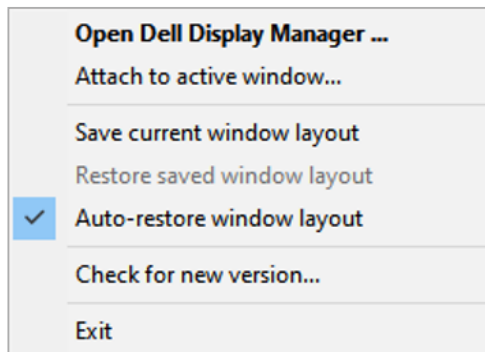 Open Dell Display Manager ...
Attach to active window...
Save current window layout
Restore saved window layout
Auto-restore window layout
Check for new version...
Exit